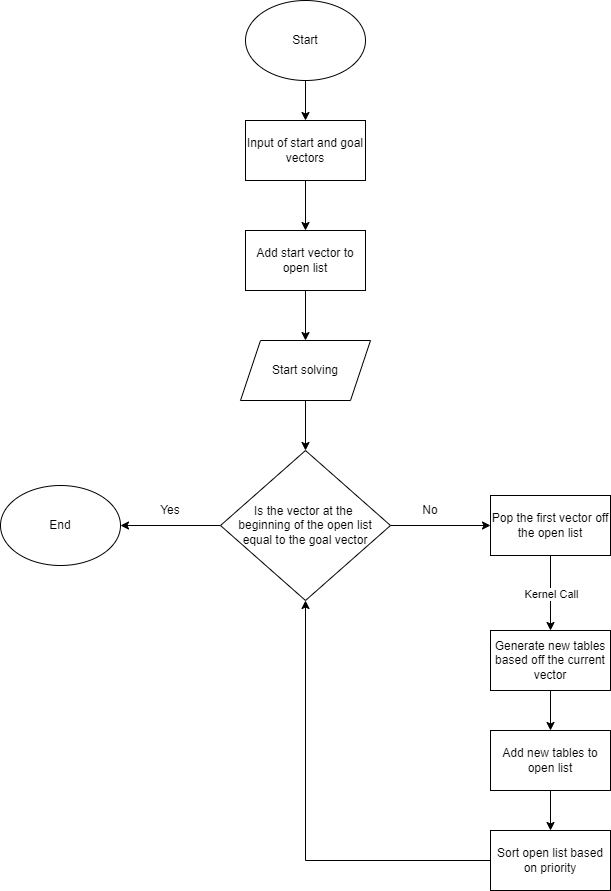 Start
Input of start and goal
vectors
Add start vector to
open list
Start solving
Is the vector at the
beginning of the open list
equal to the goal vector
Yes
End
No
Pop the first vector off
the open list
Kernel Call
Generate new tables
based off the current
vector
Add new tables to
open list
Sort open list based
on priority